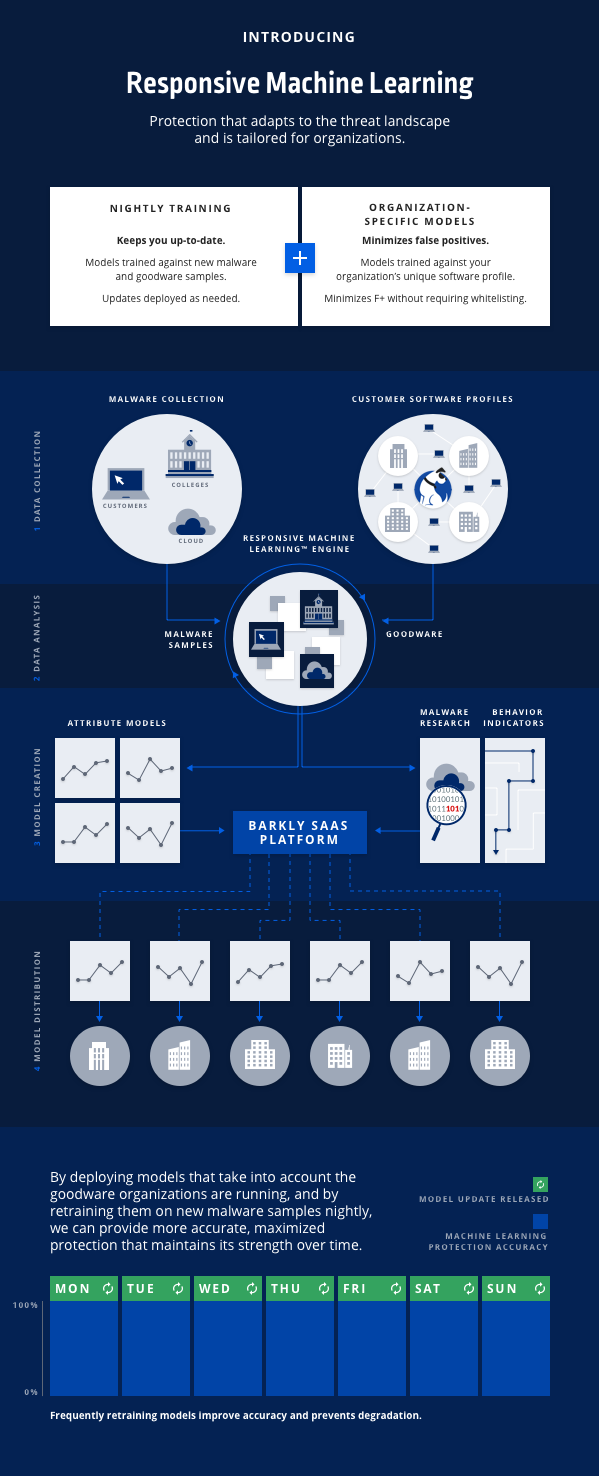 INTRODUCING
Responsive Machine Learning
Protection that adapts to the threat landscape
and is tailored for organizations.
NIGHTLY TRAINING
Keeps you up-to-date.
Models trained against new malware
and goodware samples.
Updates deployed as needed.
ORGANIZATION-
SPECIFIC MODELS
Minimizes false positives.
Models trained against your
organization’s unique software profile.
Minimizes F+ without requiring whitelisting.
1 DATA COLLECTION
MALWARE COLLECTION
COLLEGES
CUSTOMERS
CLOUD
CUSTOMER SOFTWARE PROFILES
RESPONSIVE MACHINE
LEARNING™ ENGINE
2 DATA ANALYSIS
MALWARE
SAMPLES
GOODWARE
3 MODEL CREATION
ATTRIBUTE MODELS
MALWARE
RESEARCH
BEHAVIOR
INDICATORS
10100101
10111010
001000
BARKLY SAAS
PLATFORM
4 MODEL DISTRIBUTION
By deploying models that take into account the
goodware organizations are running, and by
retraining them on new malware samples nightly,
we can provide more accurate, maximized
protection that maintains its strength over time.
MODEL UPDATE RELEASED
MACHINE LEARNING
PROTECTION ACCURACY
MON TUE WED THU FRI SAT SUN
100%
0%
Frequently retraining models improve accuracy and prevents degradation.